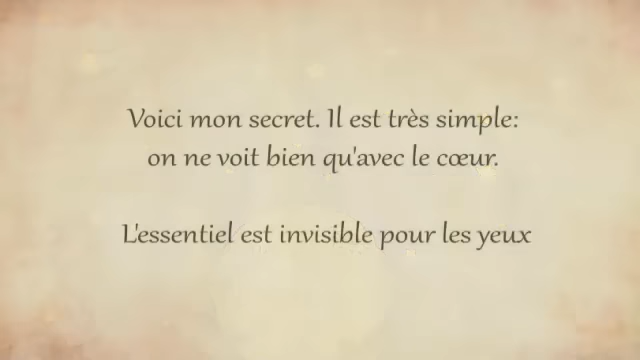 Voici mon secret. Il est très simple:
on ne voit bien qu'avec le cœur.
L'essentiel est invisible pour les yeux